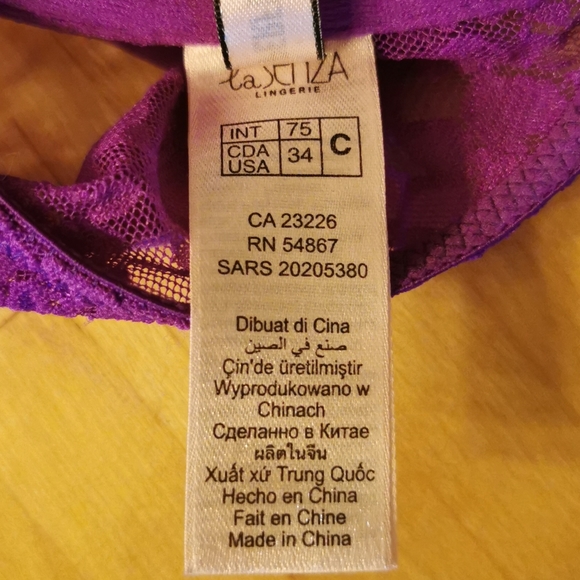 la SENZA
LINGERIE
INT 75 C
CDA USA 34
CA 23226
RN 54867
SARS 20205380
Dibuat di Cina
صنع في الصين
Çin'de üretilmiştir
Wyprodukowano w
Chinach
Сделанно в Китае
ผลิตในจีน
Xuất xứ Trung Quốc
Hecho en China
Fait en Chine
Made in China